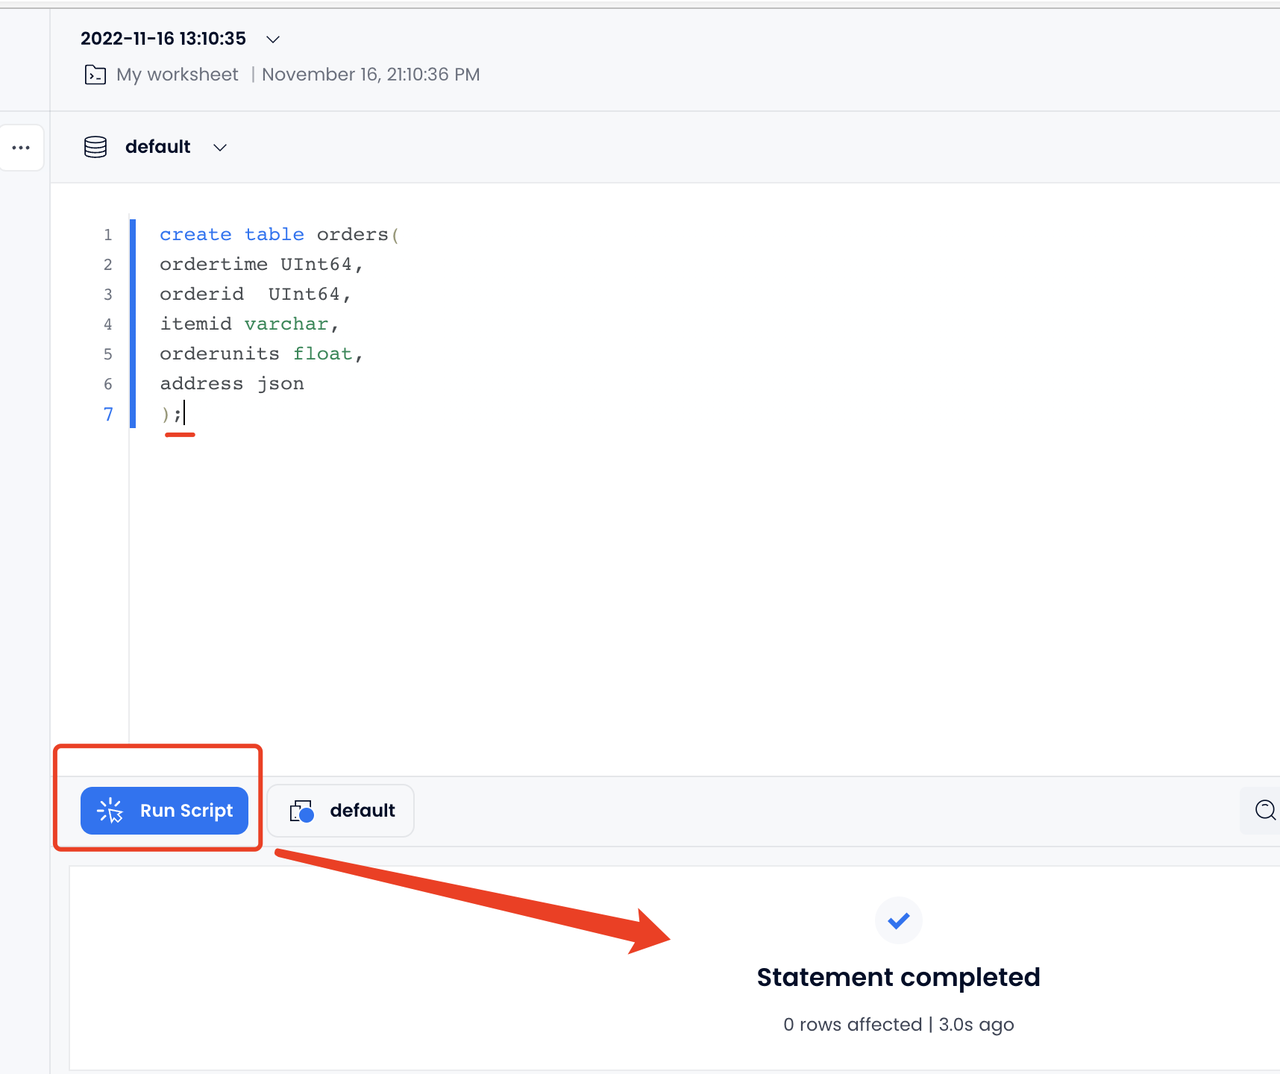 2022-11-16 13:10:35
My worksheet | November 16, 21:10:36 PM
default
1 create table orders(
2 ordertime UInt64,
3 orderid  UInt64,
4 itemid varchar,
5 orderunits float,
6 address json
7 );
Run Script default
Statement completed
0 rows affected | 3.0s ago